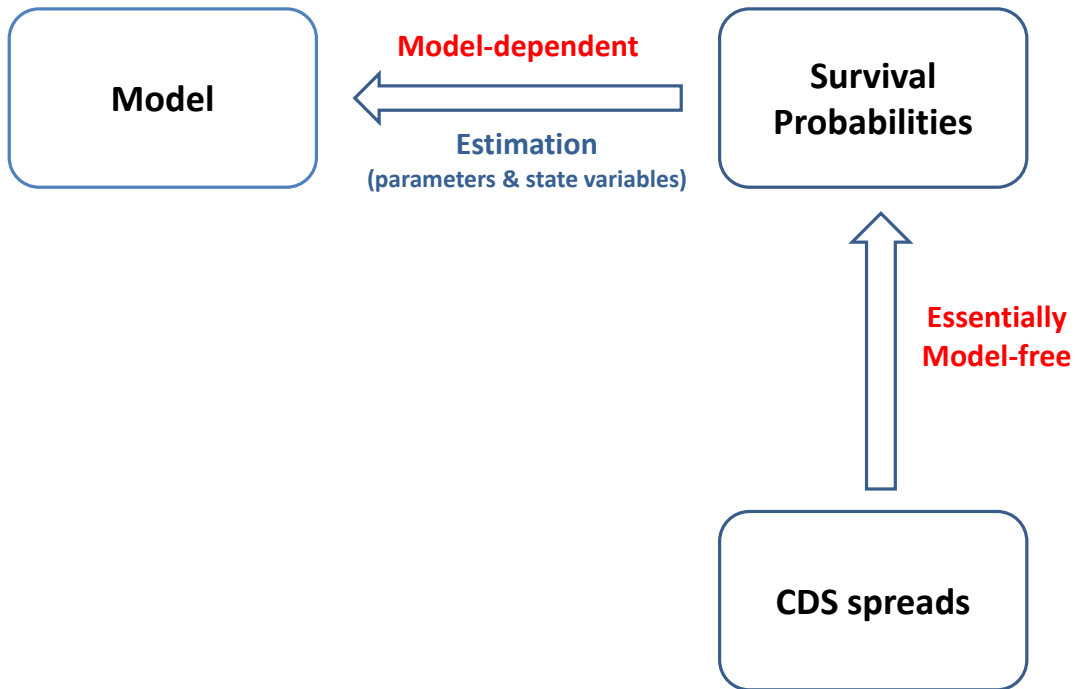 Model
Model-dependent
Estimation
(parameters & state variables)
Survival
Probabilities
Essentially
Model-free
CDS spreads